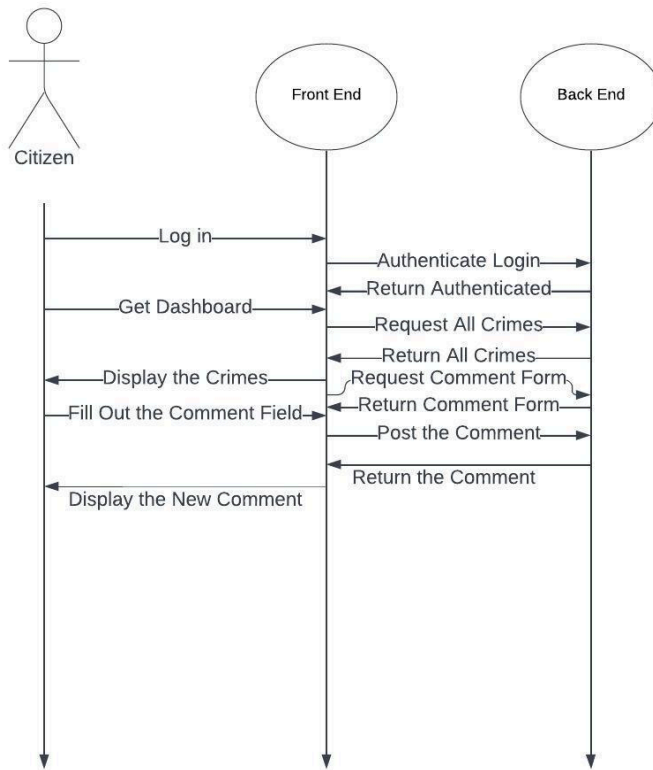 Front End
Back End
Citizen
Log in
Authenticate Login
Return Authenticated
Get Dashboard
Request All Crimes
Return All Crimes
Display the Crimes
Request Comment Form
Return Comment Form
Fill Out the Comment Field
Post the Comment
Return the Comment
Display the New Comment